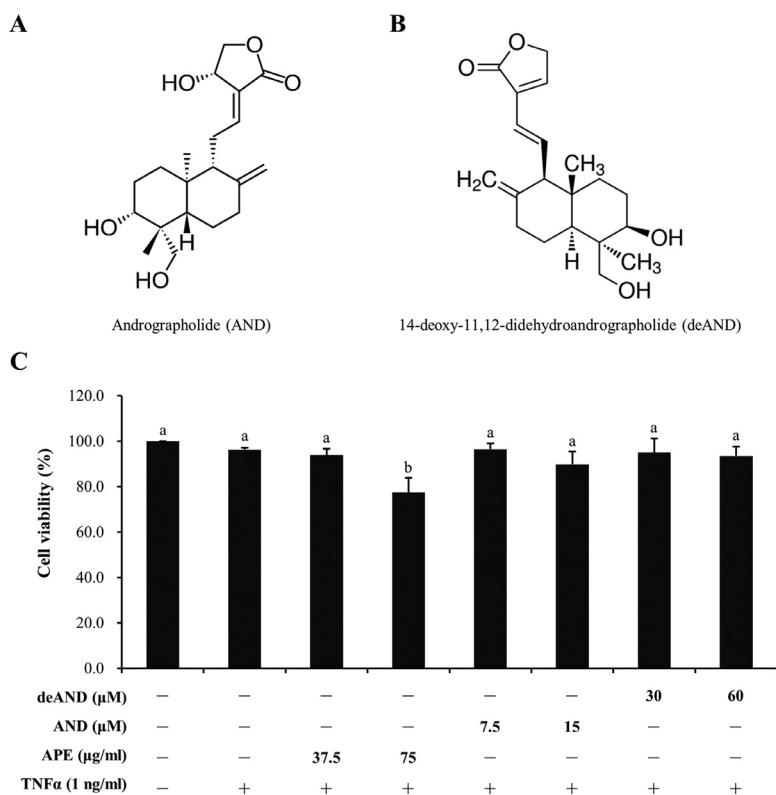 A
B
O
HO
O
HO
H
HO
Andrographolide (AND)
O
O
CH₃
H₂C
OH
H
CH₃
OH
14-deoxy-11,12-didehydroandrographolide (deAND)
C
Cell viability (%)
120.0
100.0
80.0
60.0
40.0
20.0
0.0
a a a b a a a a
deAND (μM) – – – – – – 30 60
AND (μM) – – – – 7.5 15 – –
APE (μg/ml) – – 37.5 75 – – – –
TNFα (1 ng/ml) – + + + + + + +